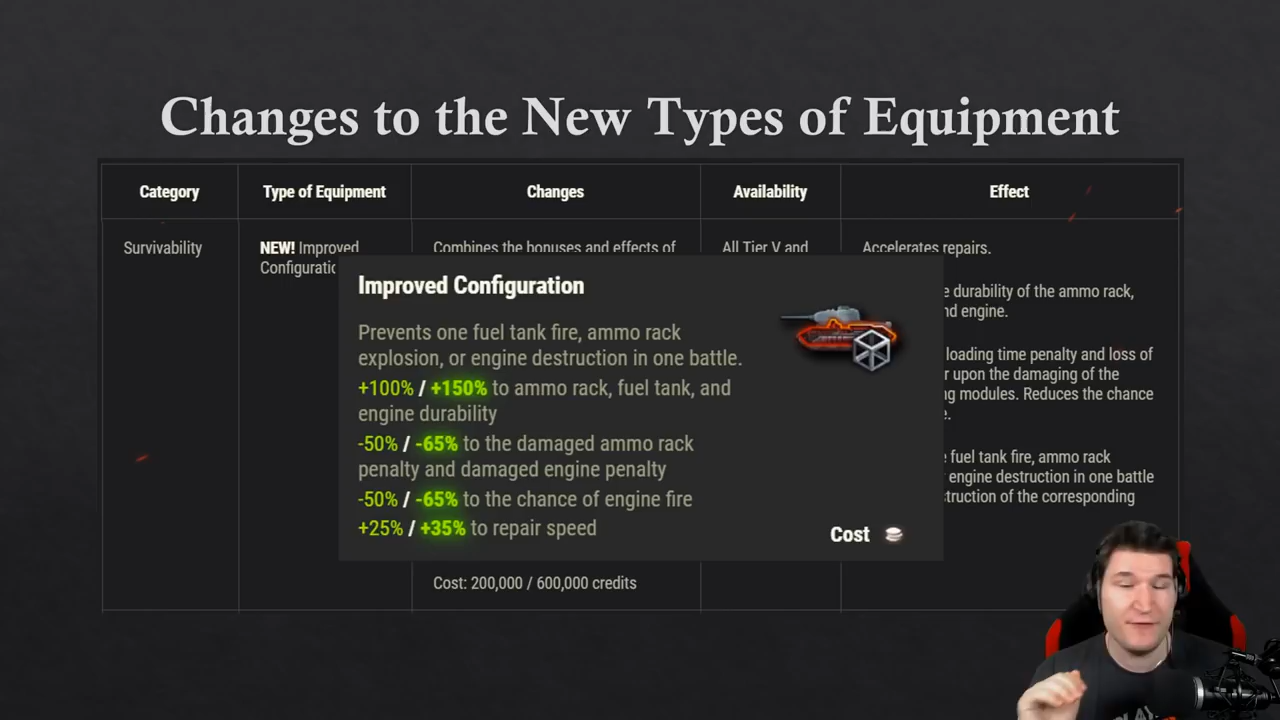 Changes to the New Types of Equipment
Category
Type of Equipment
Changes
Availability
Effect
Survivability
NEW! Improved
Combines the bonuses and effects of
All Tier V and
Accelerates repairs.
durability of the ammo rack,
engine.
loading time penalty and loss of
upon the damaging of the
modules. Reduces the chance
fuel tank fire, ammo rack
engine destruction in one battle
of the corresponding
Improved Configuration
Prevents one fuel tank fire, ammo rack
explosion, or engine destruction in one battle.
+100% / +150% to ammo rack, fuel tank, and
engine durability
-50% / -65% to the damaged ammo rack
penalty and damaged engine penalty
-50% / -65% to the chance of engine fire
+25% / +35% to repair speed
Cost
Cost: 200,000 / 600,000 credits